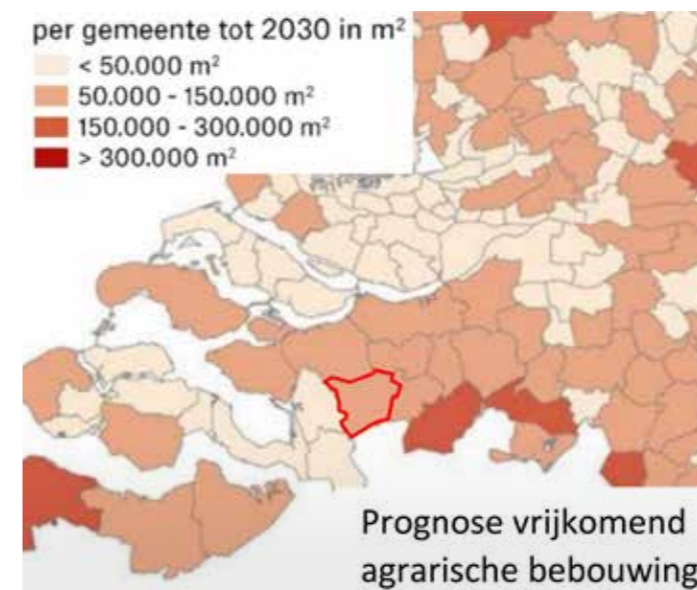 per gemeente tot 2030 in m²
< 50.000 m²
50.000 - 150.000 m²
150.000 - 300.000 m²
> 300.000 m²
Prognose vrijkomend
agrarische bebouwing